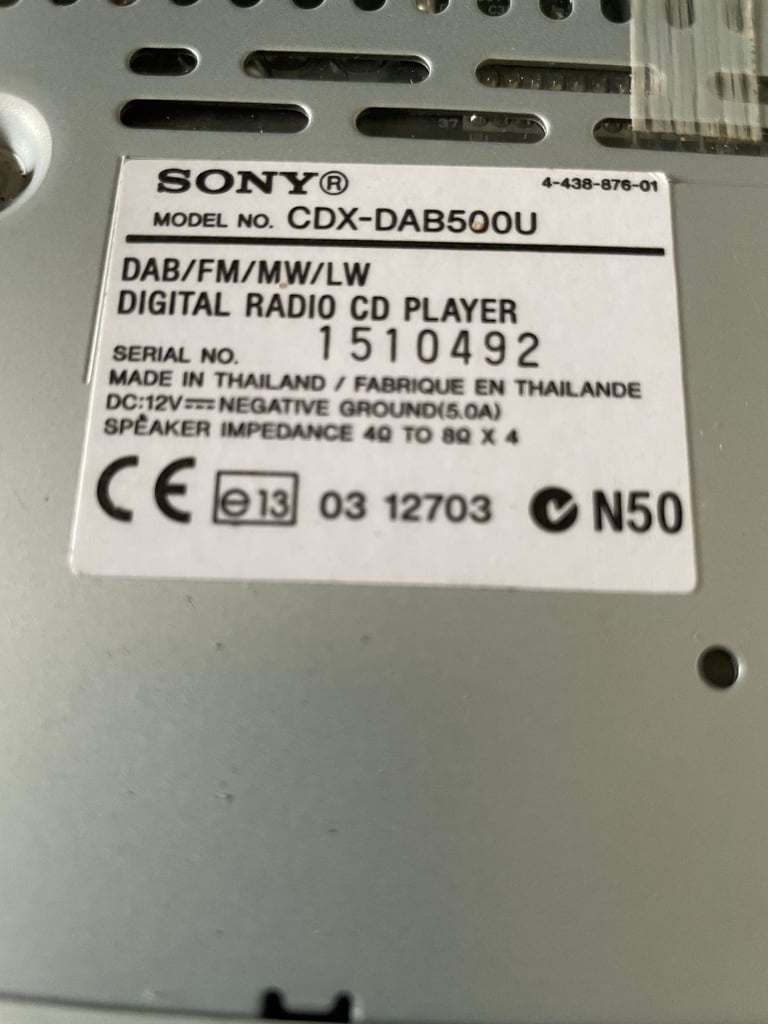 37
SONY® 4-438-876-01
MODEL NO. CDX-DAB500U
DAB/FM/MW/LW
DIGITAL RADIO CD PLAYER
SERIAL NO. 1510492
MADE IN THAILAND / FABRIQUE EN THAILANDE
DC:12V⎓NEGATIVE GROUND(5.0A)
SPEAKER IMPEDANCE 4Ω TO 8Ω X 4
CE e13 03 12703 N50